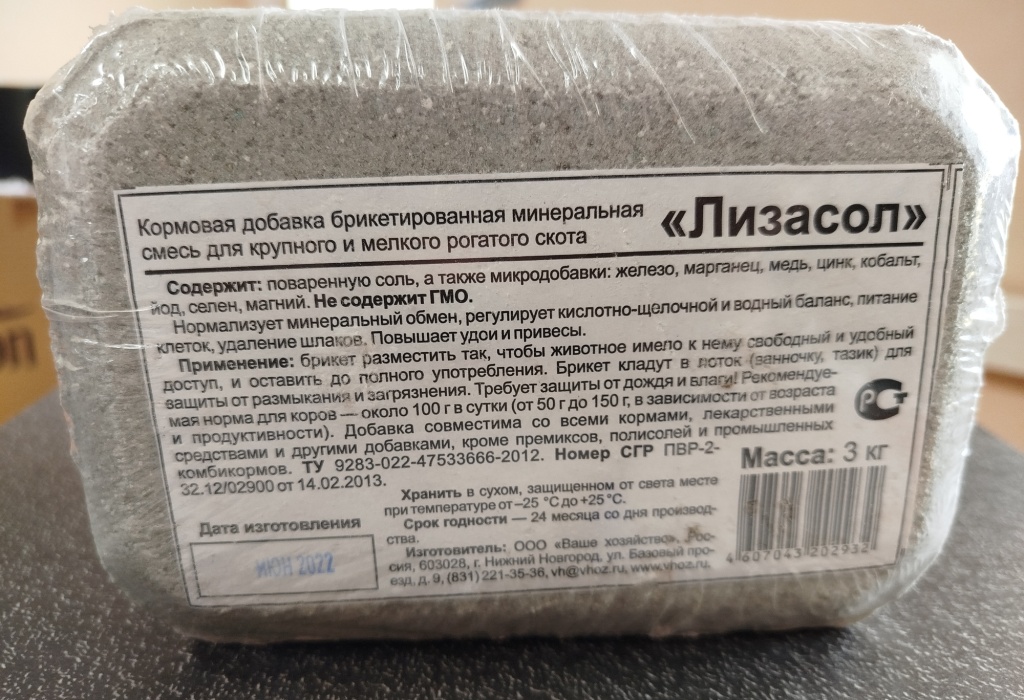 Кормовая добавка брикетированная минеральная
смесь для крупного и мелкого рогатого скота
«Лизасол»
Содержит: поваренную соль, а также микродобавки: железо, марганец, медь, цинк, кобальт,
йод, селен, магний. Не содержит ГМО.
Нормализует минеральный обмен, регулирует кислотно-щелочной и водный баланс, питание
клеток, удаление шлаков. Повышает удои и привесы.
Применение: брикет разместить так, чтобы животное имело к нему свободный и удобный
доступ, и оставить до полного употребления. Брикет кладут в лоток (ванночку, тазик) для
защиты от размыкания и загрязнения. Требует защиты от дождя и влаги! Рекомендуе-
мая норма для коров — около 100 г в сутки (от 50 г до 150 г, в зависимости от возраста
и продуктивности). Добавка совместима со всеми кормами, лекарственными
средствами и другими добавками, кроме премиксов, полисолей и промышленных
комбикормов. ТУ 9283-022-47533666-2012. Номер СГР ПВР-2-
32.12/02900 от 14.02.2013.
РСТ
Масса: 3 кг
Хранить в сухом, защищенном от света месте
при температуре от –25 °С до +25 °С.
Срок годности — 24 месяца со дня производ-
ства.
Изготовитель: ООО «Ваше хозяйство», Рос-
сия, 603028, г. Нижний Новгород, ул. Базовый про-
езд, д. 9, (831) 221-35-36, vh@vhoz.ru, www.vhoz.ru.
Дата изготовления
ИЮН 2022
4 607043 202932